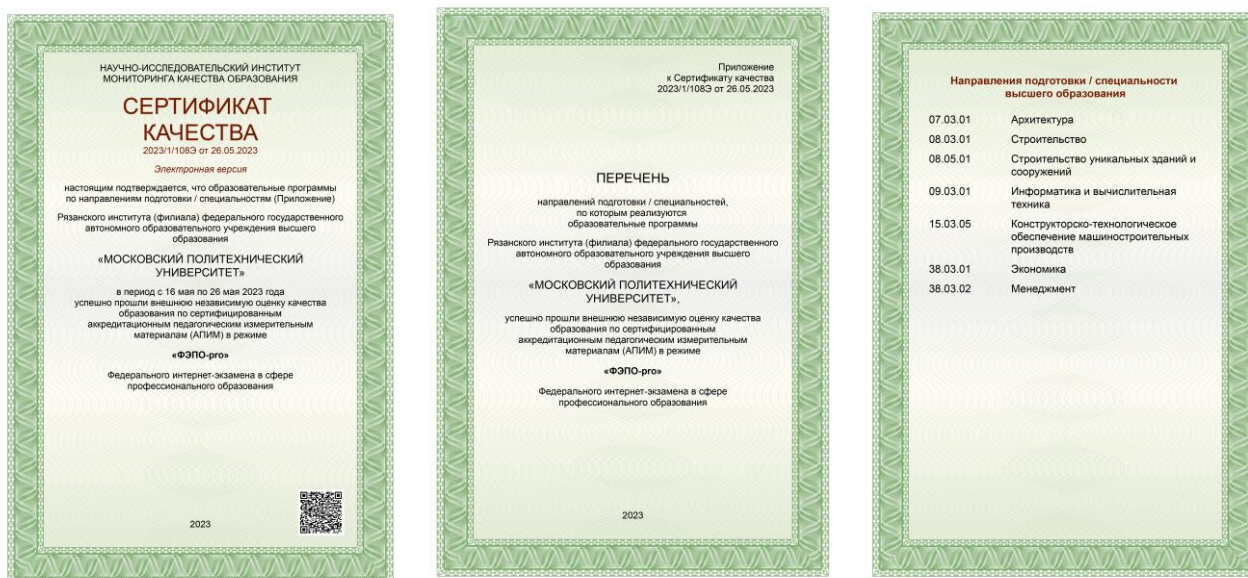 НАУЧНО-ИССЛЕДОВАТЕЛЬСКИЙ ИНСТИТУТ
МОНИТОРИНГА КАЧЕСТВА ОБРАЗОВАНИЯ
СЕРТИФИКАТ
КАЧЕСТВА
2023/1/108Э от 26.05.2023
Электронная версия
настоящим подтверждается, что образовательные программы
по направлениям подготовки / специальностям (Приложение)
Рязанского института (филиала) федерального государственного
автономного образовательного учреждения высшего
образования
«МОСКОВСКИЙ ПОЛИТЕХНИЧЕСКИЙ
УНИВЕРСИТЕТ»
в период с 16 мая по 26 мая 2023 года
успешно прошли внешнюю независимую оценку качества
образования по сертифицированным
аккредитационным педагогическим измерительным
материалам (АПИМ) в режиме
«ФЭПО-pro»
Федерального интернет-экзамена в сфере
профессионального образования
2023
Приложение
к Сертификату качества
2023/1/108Э от 26.05.2023
ПЕРЕЧЕНЬ
направлений подготовки / специальностей,
по которым реализуются
образовательные программы
Рязанского института (филиала) федерального государственного
автономного образовательного учреждения высшего
образования
«МОСКОВСКИЙ ПОЛИТЕХНИЧЕСКИЙ
УНИВЕРСИТЕТ»,
успешно прошли внешнюю независимую оценку качества
образования по сертифицированным
аккредитационным педагогическим измерительным
материалам (АПИМ) в режиме
«ФЭПО-pro»
Федерального интернет-экзамена в сфере
профессионального образования
2023
Направления подготовки / специальности
высшего образования
07.03.01 Архитектура
08.03.01 Строительство
08.05.01 Строительство уникальных зданий и
сооружений
09.03.01 Информатика и вычислительная
техника
15.03.05 Конструкторско-технологическое
обеспечение машиностроительных
производств
38.03.01 Экономика
38.03.02 Менеджмент